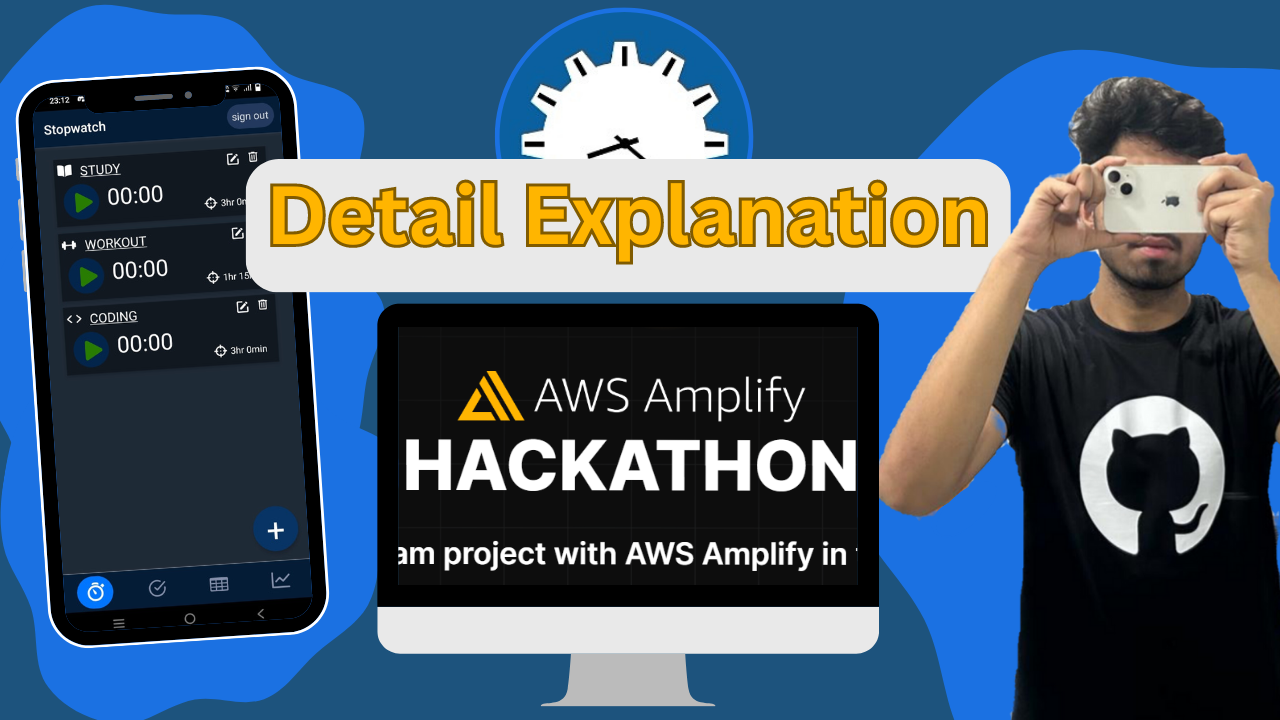 23:12
Stopwatch
sign out
STUDY
00:00
3hr 0m
WORKOUT
00:00
1hr 15
CODING
00:00
3hr 0min
+
Detail Explanation
AWS Amplify
HACKATHON
am project with AWS Amplify in